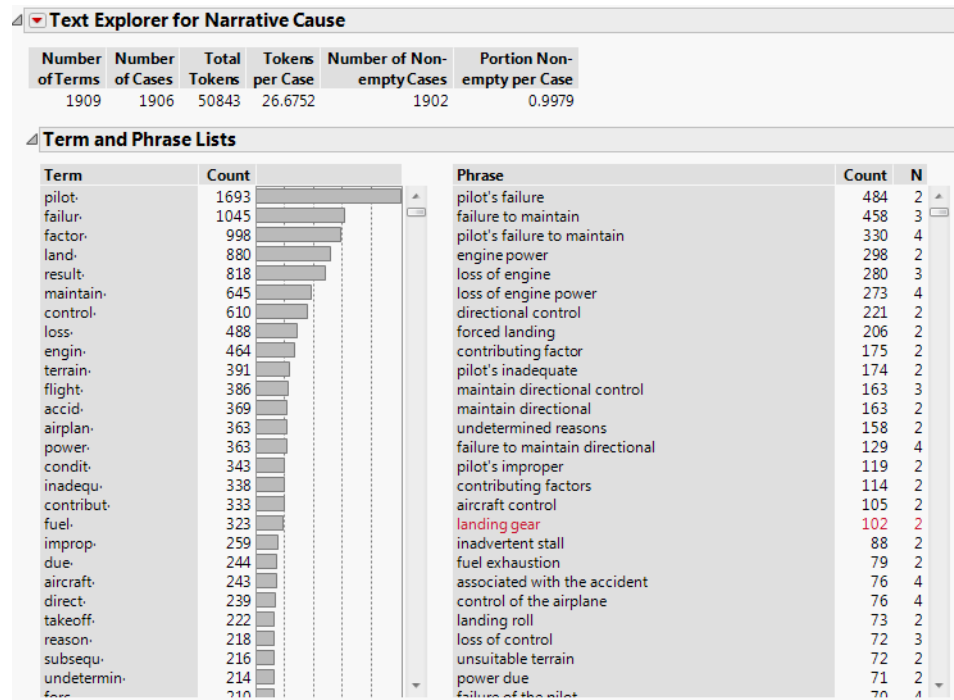 Text Explorer for Narrative Cause
Number Number Total Tokens Number of Non- Portion Non-
of Terms of Cases Tokens per Case empty Cases empty per Case
1909 1906 50843 26.6752 1902 0.9979
Term and Phrase Lists
Term Count
pilot· 1693
failur· 1045
factor· 998
land· 880
result· 818
maintain· 645
control· 610
loss· 488
engin· 464
terrain· 391
flight· 386
accid· 369
airplan· 363
power· 363
condit· 343
inadequ· 338
contribut· 333
fuel· 323
improp· 259
due· 244
aircraft· 243
direct· 239
takeoff· 222
reason· 218
subsequ· 216
undetermin· 214
forc· 210
Phrase Count N
pilot's failure 484 2
failure to maintain 458 3
pilot's failure to maintain 330 4
engine power 298 2
loss of engine 280 3
loss of engine power 273 4
directional control 221 2
forced landing 206 2
contributing factor 175 2
pilot's inadequate 174 2
maintain directional control 163 3
maintain directional 163 2
undetermined reasons 158 2
failure to maintain directional 129 4
pilot's improper 119 2
contributing factors 114 2
aircraft control 105 2
landing gear 102 2
inadvertent stall 88 2
fuel exhaustion 79 2
associated with the accident 76 4
control of the airplane 76 4
landing roll 73 2
loss of control 72 3
unsuitable terrain 72 2
power due 71 2
failure of the pilot 70 4